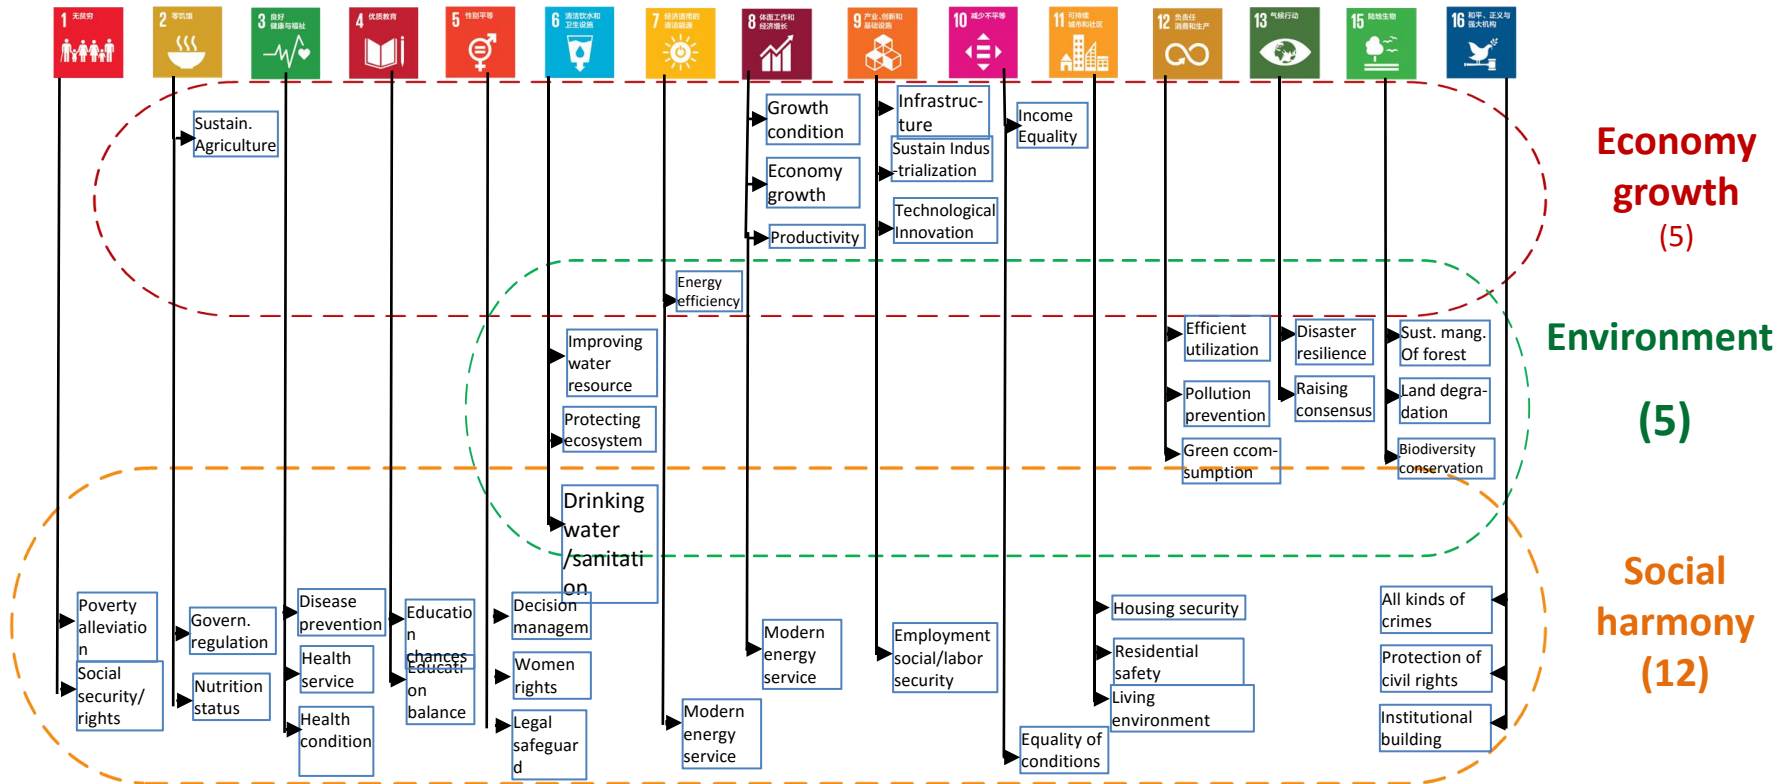 1 无贫穷
2 零饥饿
3 良好
健康与福祉
4 优质教育
5 性别平等
6 清洁饮水和
卫生设施
7 经济适用的
清洁能源
8 体面工作和
经济增长
9 产业、创新和
基础设施
10 减少不平等
11 可持续
城市和社区
12 负责任
消费和生产
13 气候行动
15 陆地生物
16 和平、正义与
强大机构
Sustain.
Agriculture
Growth
condition
Economy
growth
Productivity
Infrastruc-
ture
Sustain Indus
-trialization
Technological
Innovation
Income
Equality
Economy
growth
(5)
Energy
efficiency
Improving
water
resource
Protecting
ecosystem
Drinking
water
/sanitati
on
Efficient
utilization
Pollution
prevention
Green ccom-
sumption
Disaster
resilience
Raising
consensus
Sust. mang.
Of forest
Land degra-
dation
Biodiversity
conservation
Environment
(5)
Poverty
alleviatio
n
Social
security/
rights
Govern.
regulation
Nutrition
status
Disease
prevention
Health
service
Health
condition
Educatio
n
chances
Educati
on
balance
Decision
managem
Women
rights
Legal
safeguar
d
Modern
energy
service
Modern
energy
service
Employment
social/labor
security
Equality of
conditions
Housing security
Residential
safety
Living
environment
All kinds of
crimes
Protection of
civil rights
Institutional
building
Social
harmony
(12)